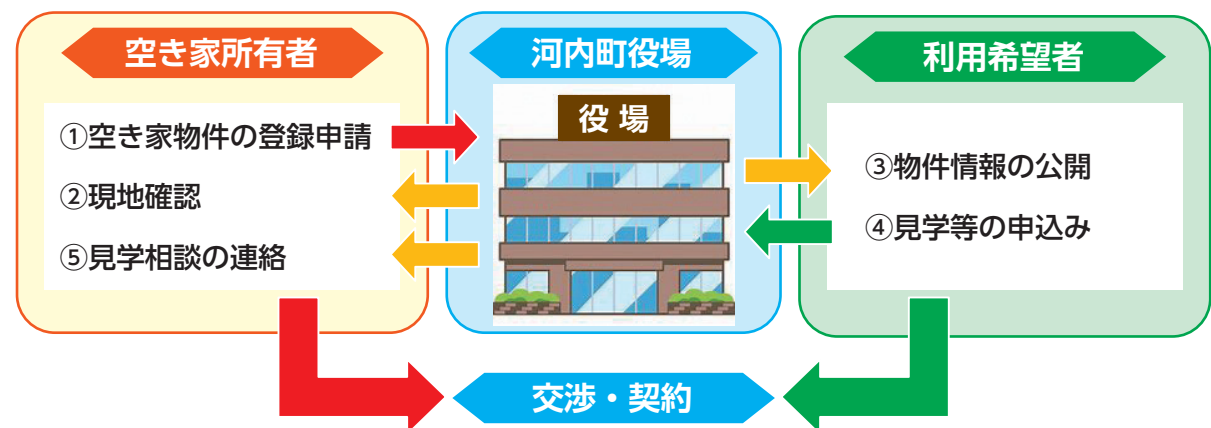 空き家所有者
①空き家物件の登録申請
②現地確認
⑤見学相談の連絡
河内町役場
役場
利用希望者
③物件情報の公開
④見学等の申込み
交渉・契約